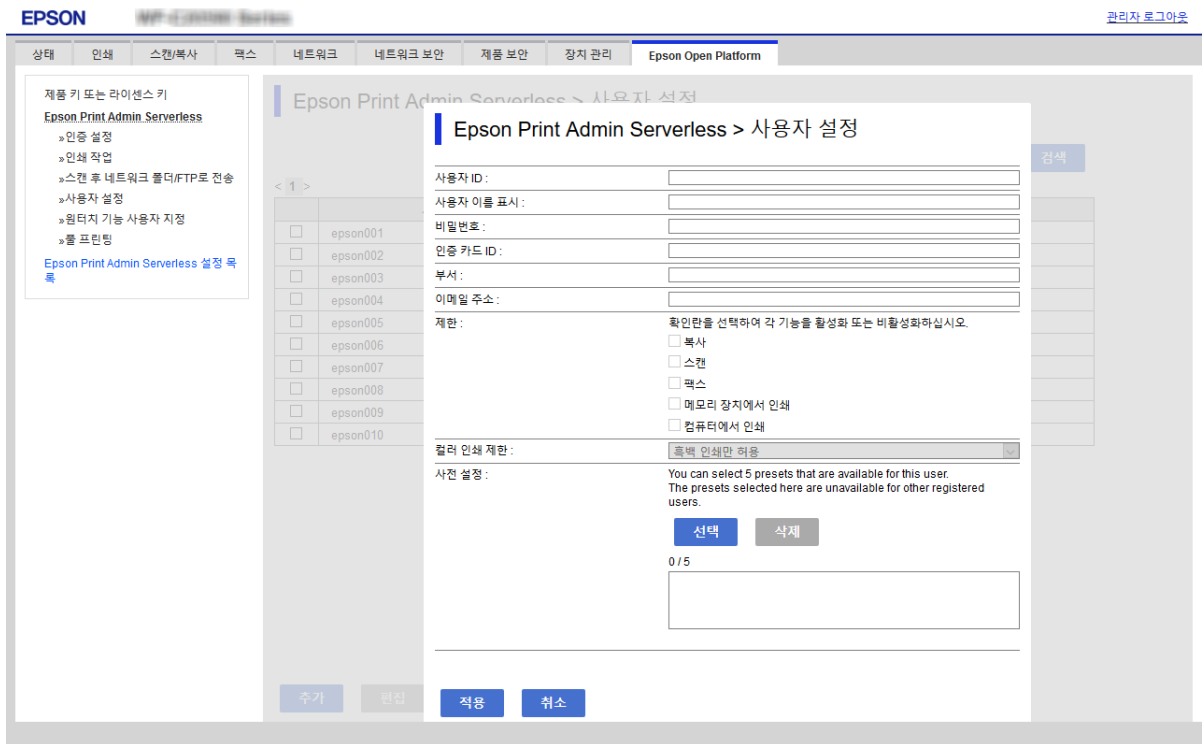 EPSON
관리자 로그아웃
상태 인쇄 스캔/복사 팩스 네트워크 네트워크 보안 제품 보안 장치 관리 Epson Open Platform
제품 키 또는 라이센스 키
Epson Print Admin Serverless
»인증 설정
»인쇄 작업
»스캔 후 네트워크 폴더/FTP로 전송
»사용자 설정
»원터치 기능 사용자 지정
»풀 프린팅
Epson Print Admin Serverless 설정 목
록
Epson Print Admin Serverless > 사용자 설정
검색
< 1 >
epson001
epson002
epson003
epson004
epson005
epson006
epson007
epson008
epson009
epson010
추가 편집
Epson Print Admin Serverless > 사용자 설정
사용자 ID :
사용자 이름 표시 :
비밀번호 :
인증 카드 ID :
부서 :
이메일 주소 :
제한 : 확인란을 선택하여 각 기능을 활성화 또는 비활성화하십시오.
복사
스캔
팩스
메모리 장치에서 인쇄
컴퓨터에서 인쇄
컬러 인쇄 제한 : 흑백 인쇄만 허용
사전 설정 : You can select 5 presets that are available for this user.
The presets selected here are unavailable for other registered
users.
선택 삭제
0 / 5
적용 취소